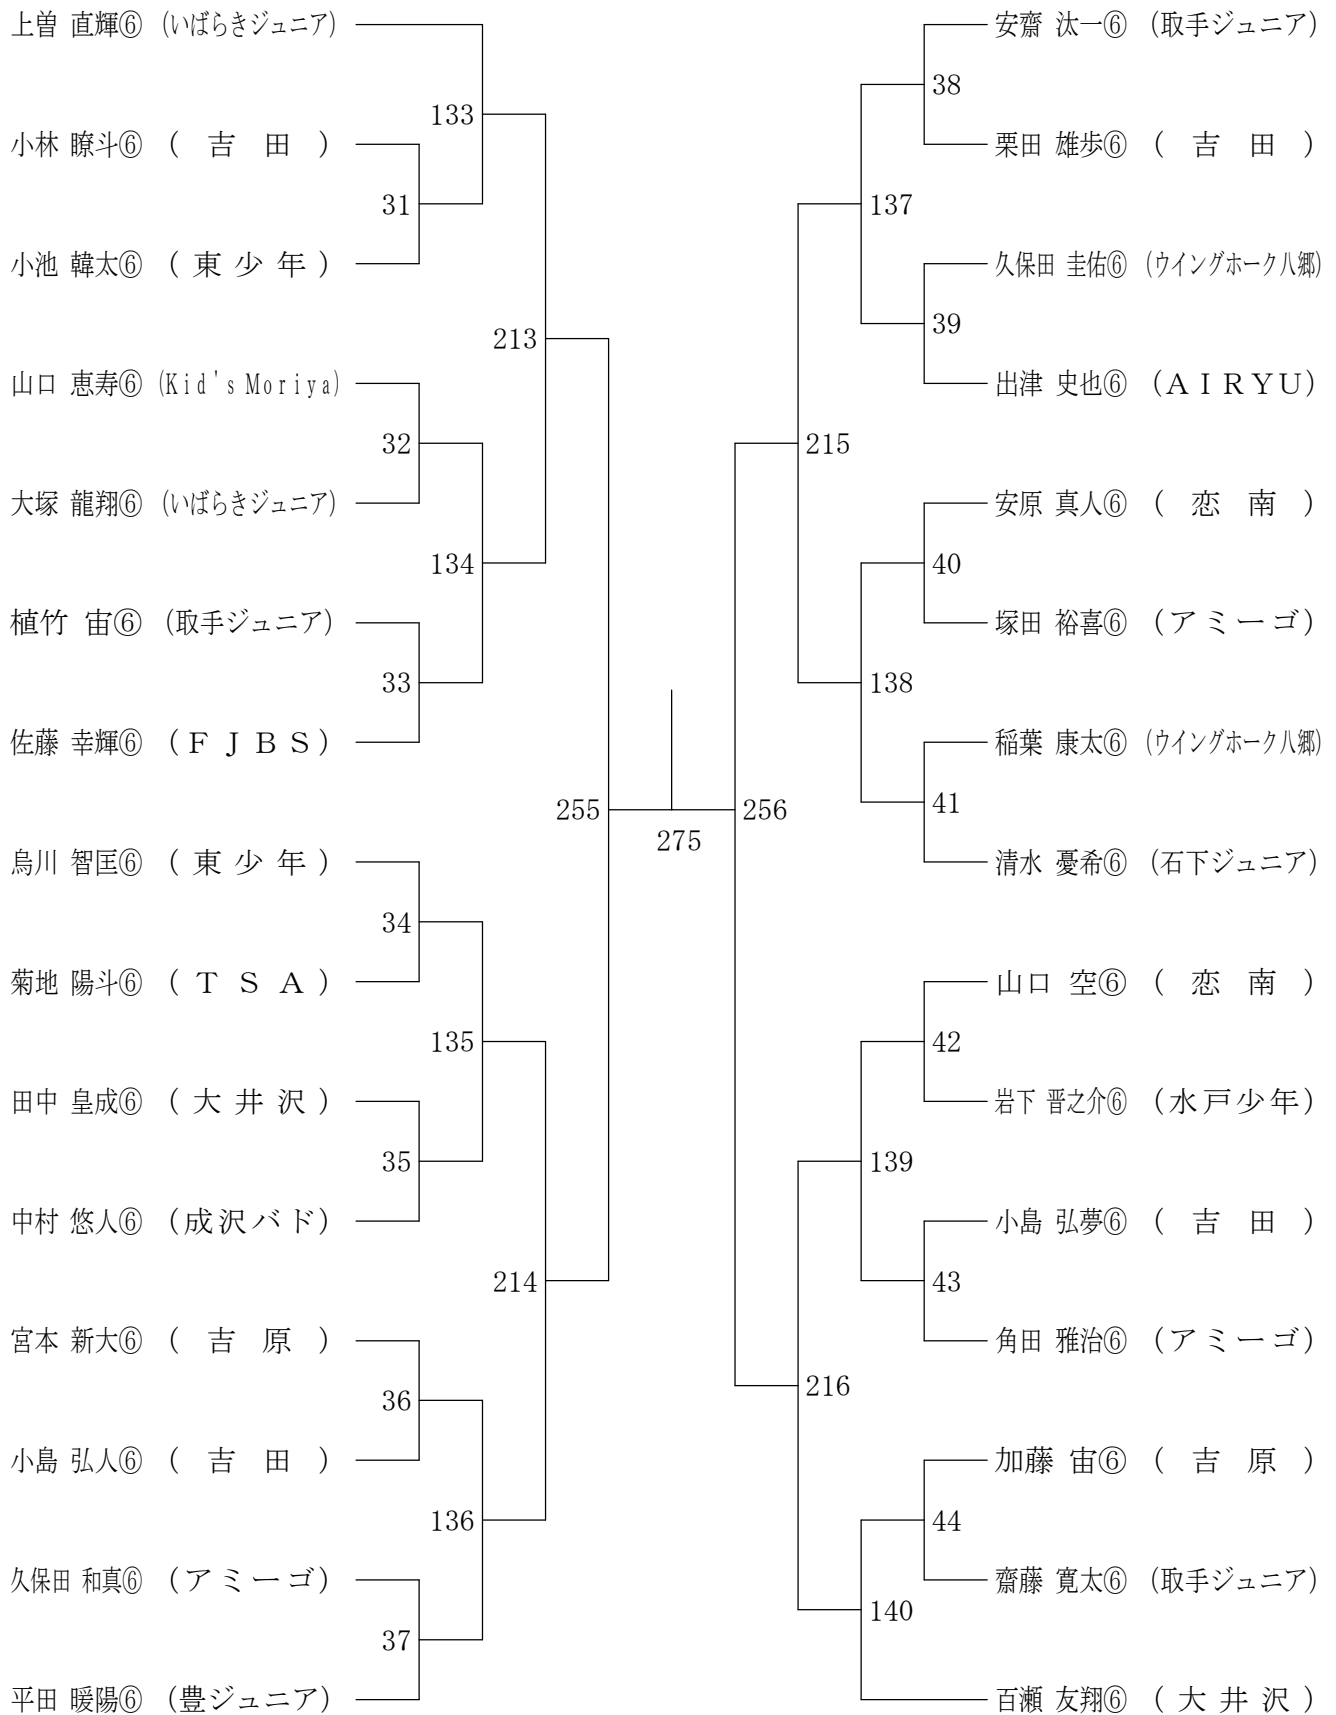 上曽 直輝⑥ (いばらきジュニア)
133
小林 瞭斗⑥ ( 吉 田 )
31
小池 韓太⑥ ( 東 少 年 )
213
山口 恵寿⑥ (Kid's Moriya)
32
大塚 龍翔⑥ (いばらきジュニア)
134
植竹 宙⑥ (取手ジュニア)
33
佐藤 幸輝⑥ ( F J B S )
255
烏川 智匡⑥ ( 東 少 年 )
34
菊地 陽斗⑥ ( T S A )
135
田中 皇成⑥ ( 大 井 沢 )
35
中村 悠人⑥ (成沢バド)
214
宮本 新大⑥ ( 吉 原 )
36
小島 弘人⑥ ( 吉 田 )
136
久保田 和真⑥ (アミーゴ)
37
平田 暖陽⑥ (豊ジュニア)
275
安齋 汰一⑥ (取手ジュニア)
38
栗田 雄歩⑥ ( 吉 田 )
137
久保田 圭佑⑥ (ウイングホーク八郷)
39
出津 史也⑥ (AIRYU)
215
安原 真人⑥ ( 恋 南 )
40
塚田 裕喜⑥ (アミーゴ)
138
稲葉 康太⑥ (ウイングホーク八郷)
41
清水 憂希⑥ (石下ジュニア)
256
山口 空⑥ ( 恋 南 )
42
岩下 晋之介⑥ (水戸少年)
139
小島 弘夢⑥ ( 吉 田 )
43
角田 雅治⑥ (アミーゴ)
216
加藤 宙⑥ ( 吉 原 )
44
齋藤 寛太⑥ (取手ジュニア)
140
百瀬 友翔⑥ ( 大 井 沢 )